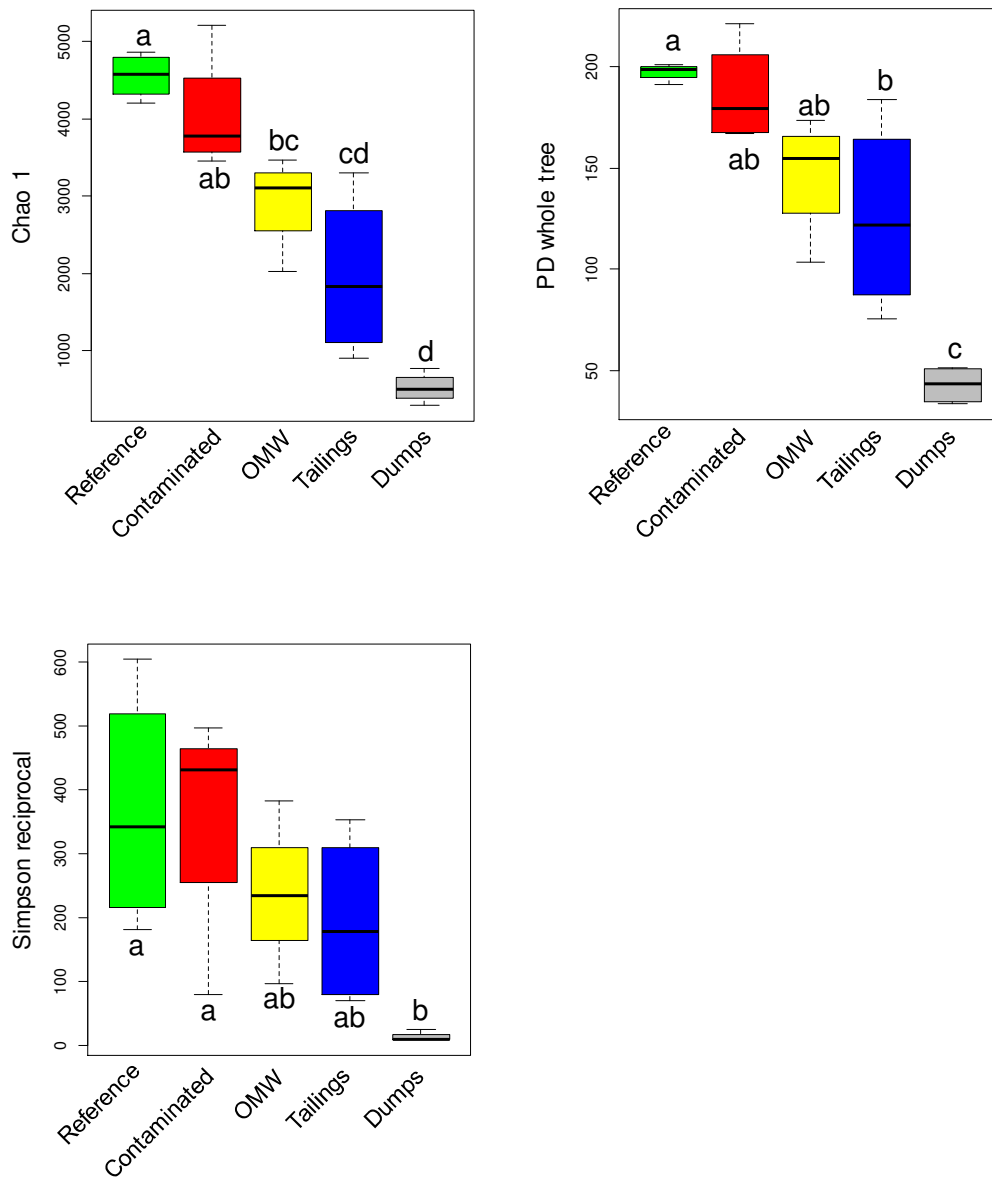 Chao 1
5000
4000
3000
2000
1000
a
ab
bc
cd
d
Reference
Contaminated
OMW
Tailings
Dumps
PD whole tree
200
150
100
50
a
ab
ab
b
c
Reference
Contaminated
OMW
Tailings
Dumps
Simpson reciprocal
600
500
400
300
200
100
0
a
a
ab
ab
b
Reference
Contaminated
OMW
Tailings
Dumps